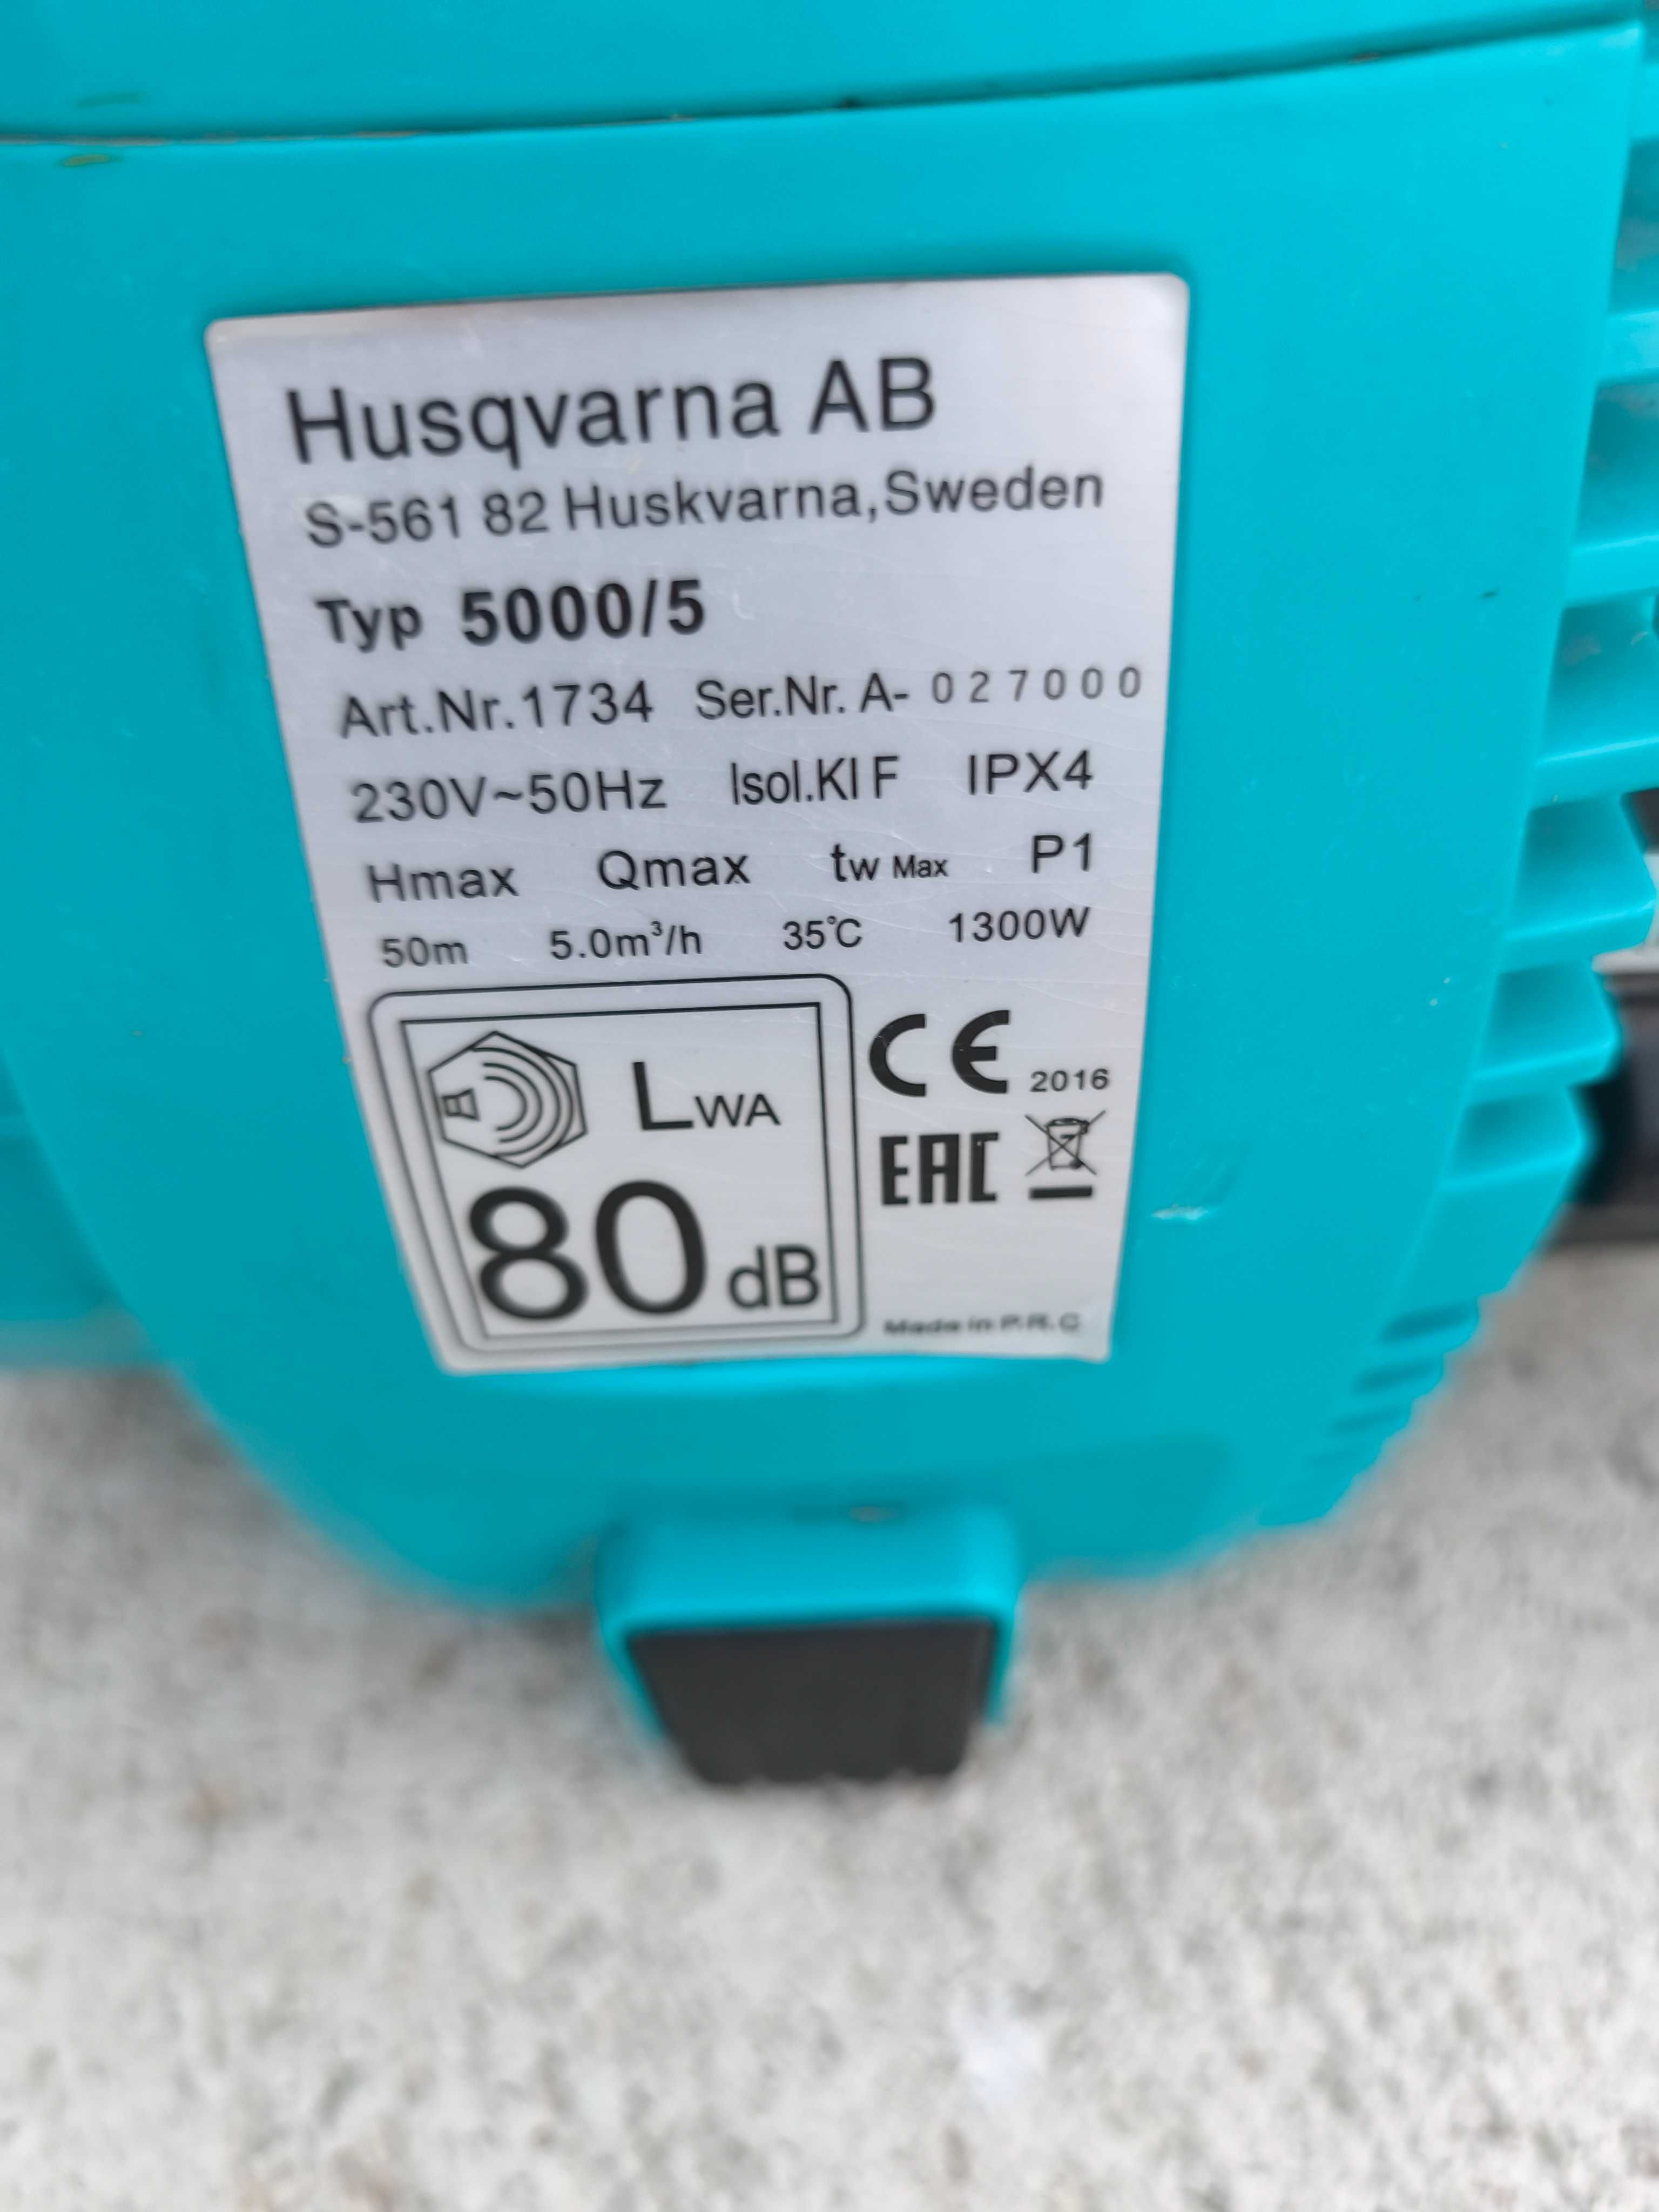 Husqvarna AB
S-561 82 Huskvarna,Sweden
Typ 5000/5
Art.Nr.1734 Ser.Nr. A- 027000
230V~50Hz Isol.Kl F IPX4
Hmax Qmax tw Max P1
50m 5.0m³/h 35℃ 1300W
LWA
80 dB
CE 2016
EAC
Made in P.R.C